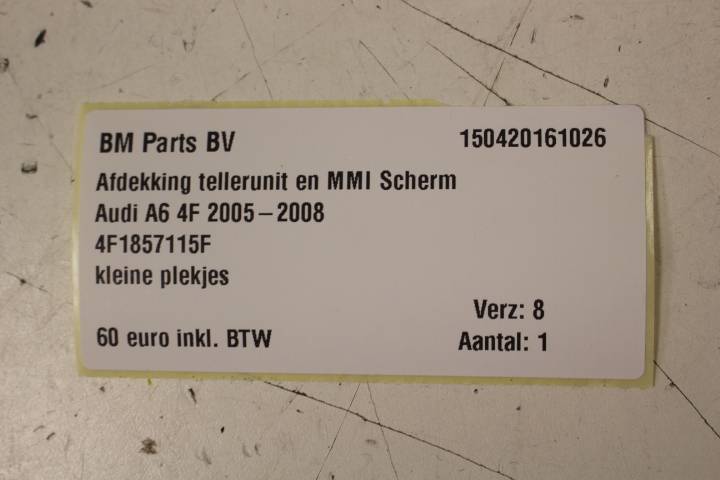 BM Parts BV 150420161026
Afdekking tellerunit en MMI Scherm
Audi A6 4F 2005-2008
4F1857115F
kleine plekjes
Verz: 8
60 euro inkl. BTW Aantal: 1